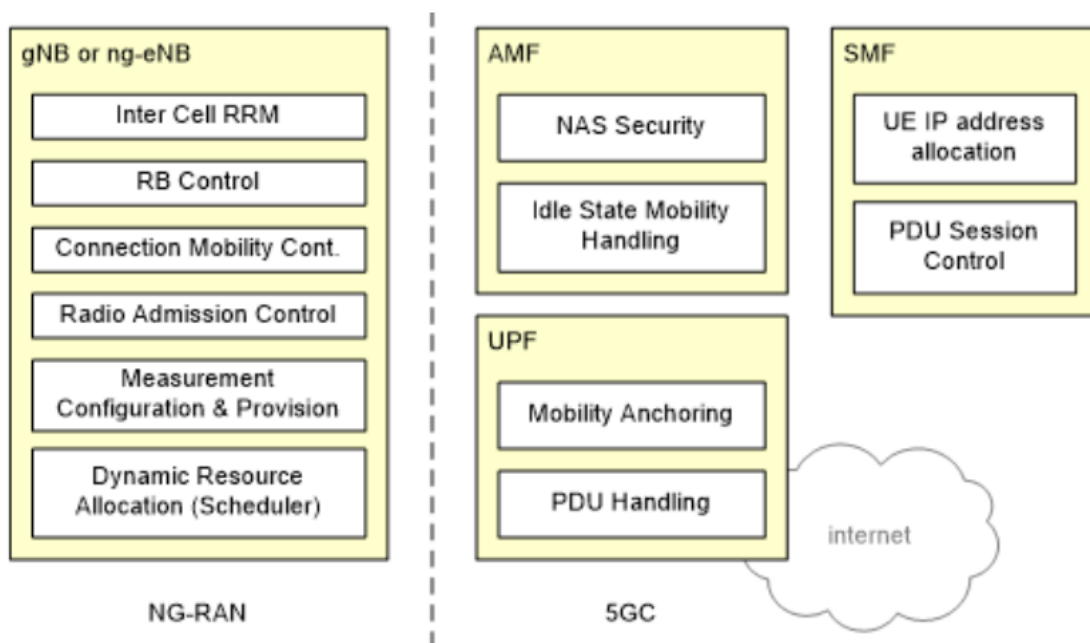 gNB or ng-eNB
Inter Cell RRM
RB Control
Connection Mobility Cont.
Radio Admission Control
Measurement
Configuration & Provision
Dynamic Resource
Allocation (Scheduler)
NG-RAN
AMF
NAS Security
Idle State Mobility
Handling
SMF
UE IP address
allocation
PDU Session
Control
UPF
Mobility Anchoring
PDU Handling
internet
5GC